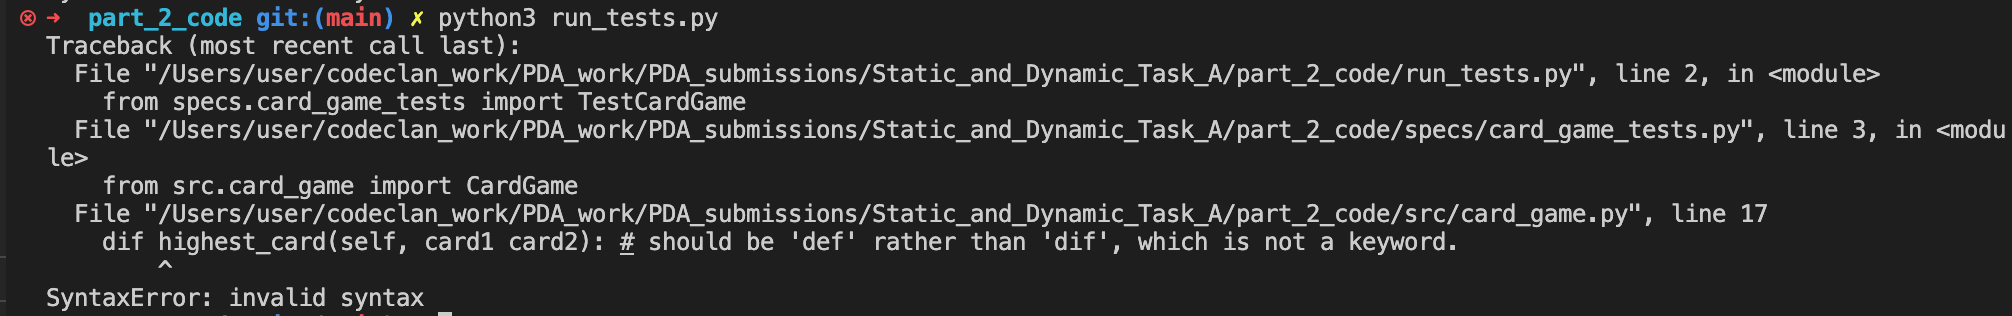 ⊗ → part_2_code git:(main) ✗ python3 run_tests.py
Traceback (most recent call last):
  File "/Users/user/codeclan_work/PDA_work/PDA_submissions/Static_and_Dynamic_Task_A/part_2_code/run_tests.py", line 2, in <module>
    from specs.card_game_tests import TestCardGame
  File "/Users/user/codeclan_work/PDA_work/PDA_submissions/Static_and_Dynamic_Task_A/part_2_code/specs/card_game_tests.py", line 3, in <modu
le>
    from src.card_game import CardGame
  File "/Users/user/codeclan_work/PDA_work/PDA_submissions/Static_and_Dynamic_Task_A/part_2_code/src/card_game.py", line 17
    dif highest_card(self, card1 card2): # should be 'def' rather than 'dif', which is not a keyword.
        ^
SyntaxError: invalid syntax